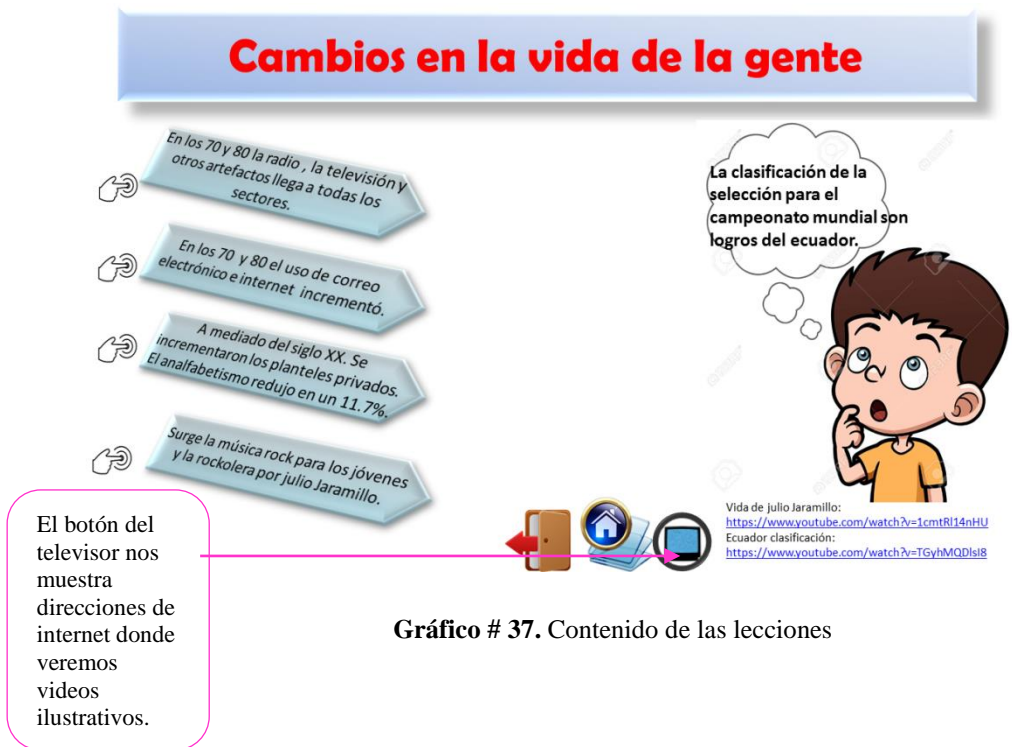 Cambios en la vida de la gente
En los 70 y 80 la radio , la televisión y
otros artefactos llega a todas los
sectores.
En los 70 y 80 el uso de correo
electrónico e internet incrementó.
A mediado del siglo XX. Se
incrementaron los planteles privados.
El analfabetismo redujo en un 11.7%.
Surge la música rock para los jóvenes
y la rockolera por julio Jaramillo.
La clasificación de la
selección para el
campeonato mundial son
logros del ecuador.
Vida de julio Jaramillo:
https://www.youtube.com/watch?v=1cmtRl14nHU
Ecuador clasificación:
https://www.youtube.com/watch?v=TGyhMQDlsI8
El botón del
televisor nos
muestra
direcciones de
internet donde
veremos
videos
ilustrativos.
Gráfico # 37. Contenido de las lecciones